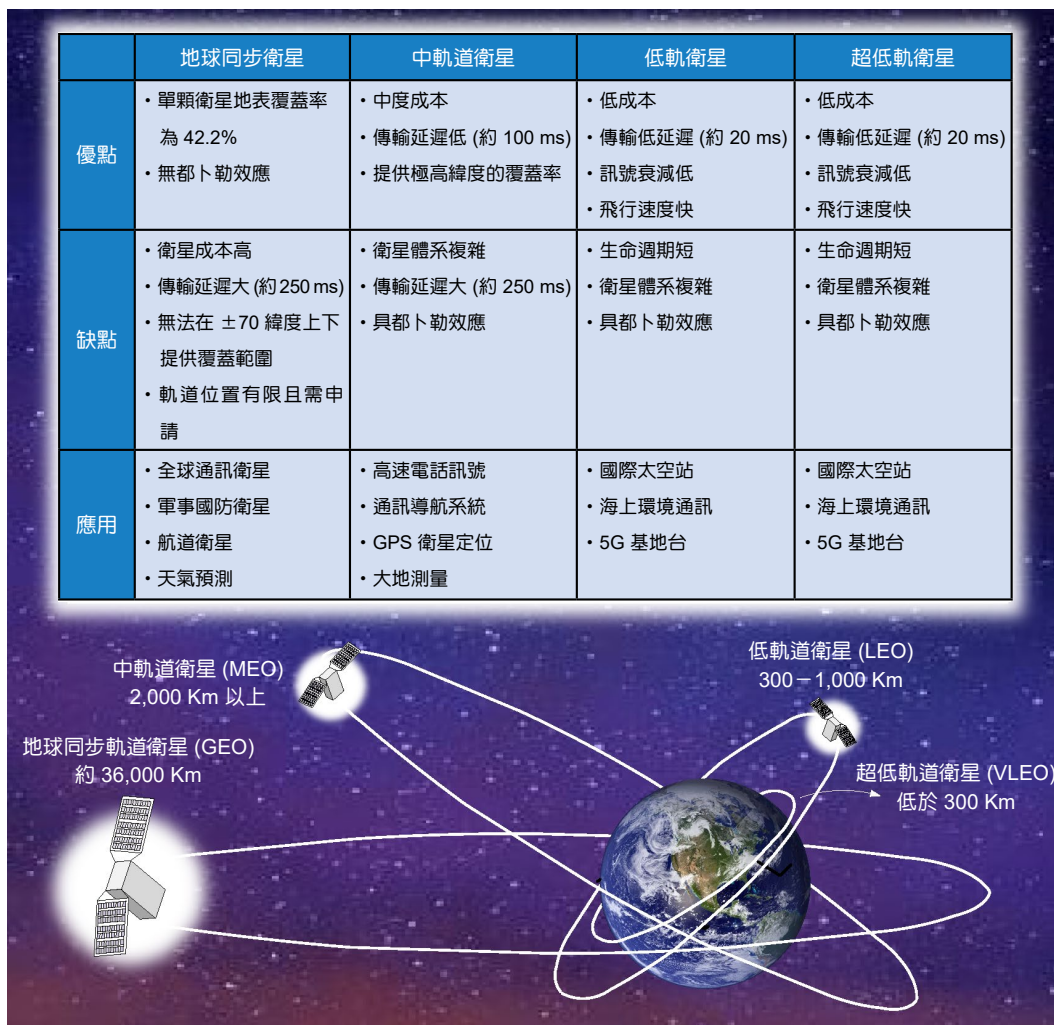 地球同步衛星
中軌道衛星
低軌衛星
超低軌衛星
優點
・單顆衛星地表覆蓋率
為 42.2%
・無都卜勒效應
・中度成本
・傳輸延遲低 (約 100 ms)
・提供極高緯度的覆蓋率
・低成本
・傳輸低延遲 (約 20 ms)
・訊號衰減低
・飛行速度快
・低成本
・傳輸低延遲 (約 20 ms)
・訊號衰減低
・飛行速度快
缺點
・衛星成本高
・傳輸延遲大 (約 250 ms)
・無法在 ±70 緯度上下
提供覆蓋範圍
・軌道位置有限且需申
請
・衛星體系複雜
・傳輸延遲大 (約 250 ms)
・具都卜勒效應
・生命週期短
・衛星體系複雜
・具都卜勒效應
・生命週期短
・衛星體系複雜
・具都卜勒效應
應用
・全球通訊衛星
・軍事國防衛星
・航道衛星
・天氣預測
・高速電話訊號
・通訊導航系統
・GPS 衛星定位
・大地測量
・國際太空站
・海上環境通訊
・5G 基地台
・國際太空站
・海上環境通訊
・5G 基地台
中軌道衛星 (MEO)
2,000 Km 以上
低軌道衛星 (LEO)
300－1,000 Km
地球同步軌道衛星 (GEO)
約 36,000 Km
超低軌道衛星 (VLEO)
低於 300 Km